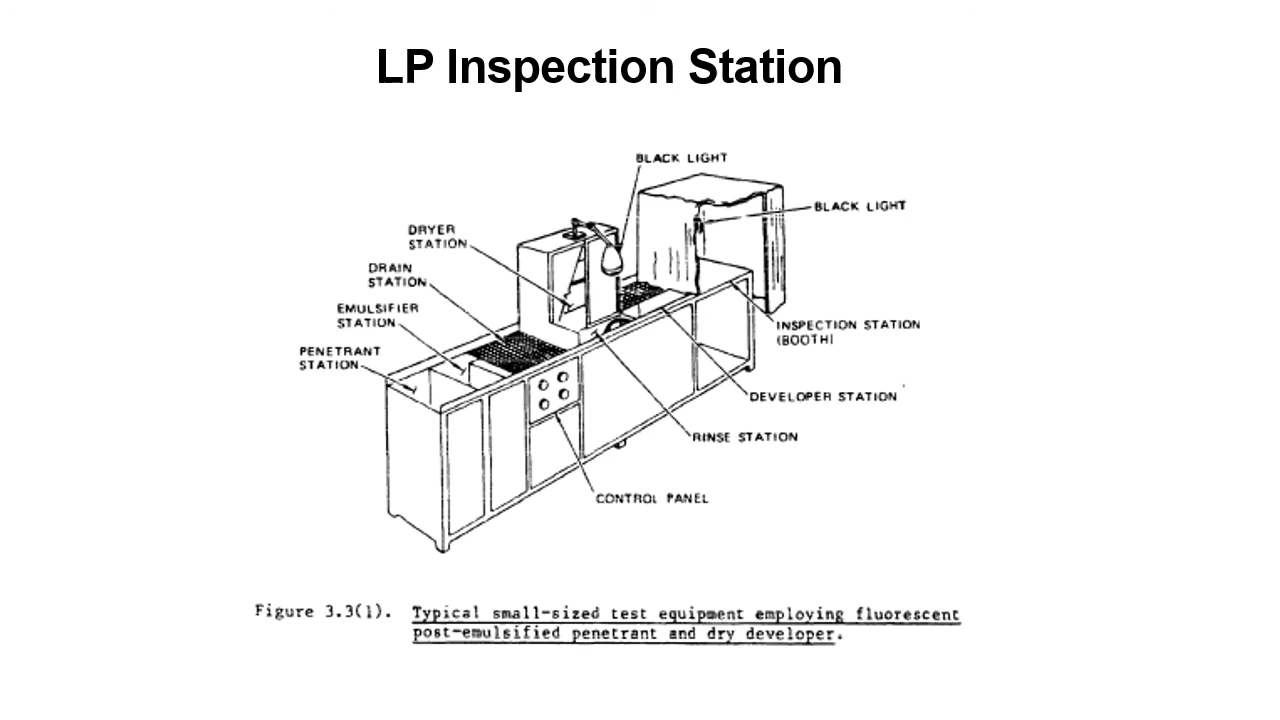 LP Inspection Station
BLACK LIGHT
BLACK LIGHT
DRYER
STATION
DRAIN
STATION
EMULSIFIER
STATION
PENETRANT
STATION
INSPECTION STATION
(BOOTH)
DEVELOPER STATION
RINSE STATION
CONTROL PANEL
Figure 3.3(1). Typical small-sized test equipment employing fluorescent
post-emulsified penetrant and dry developer.